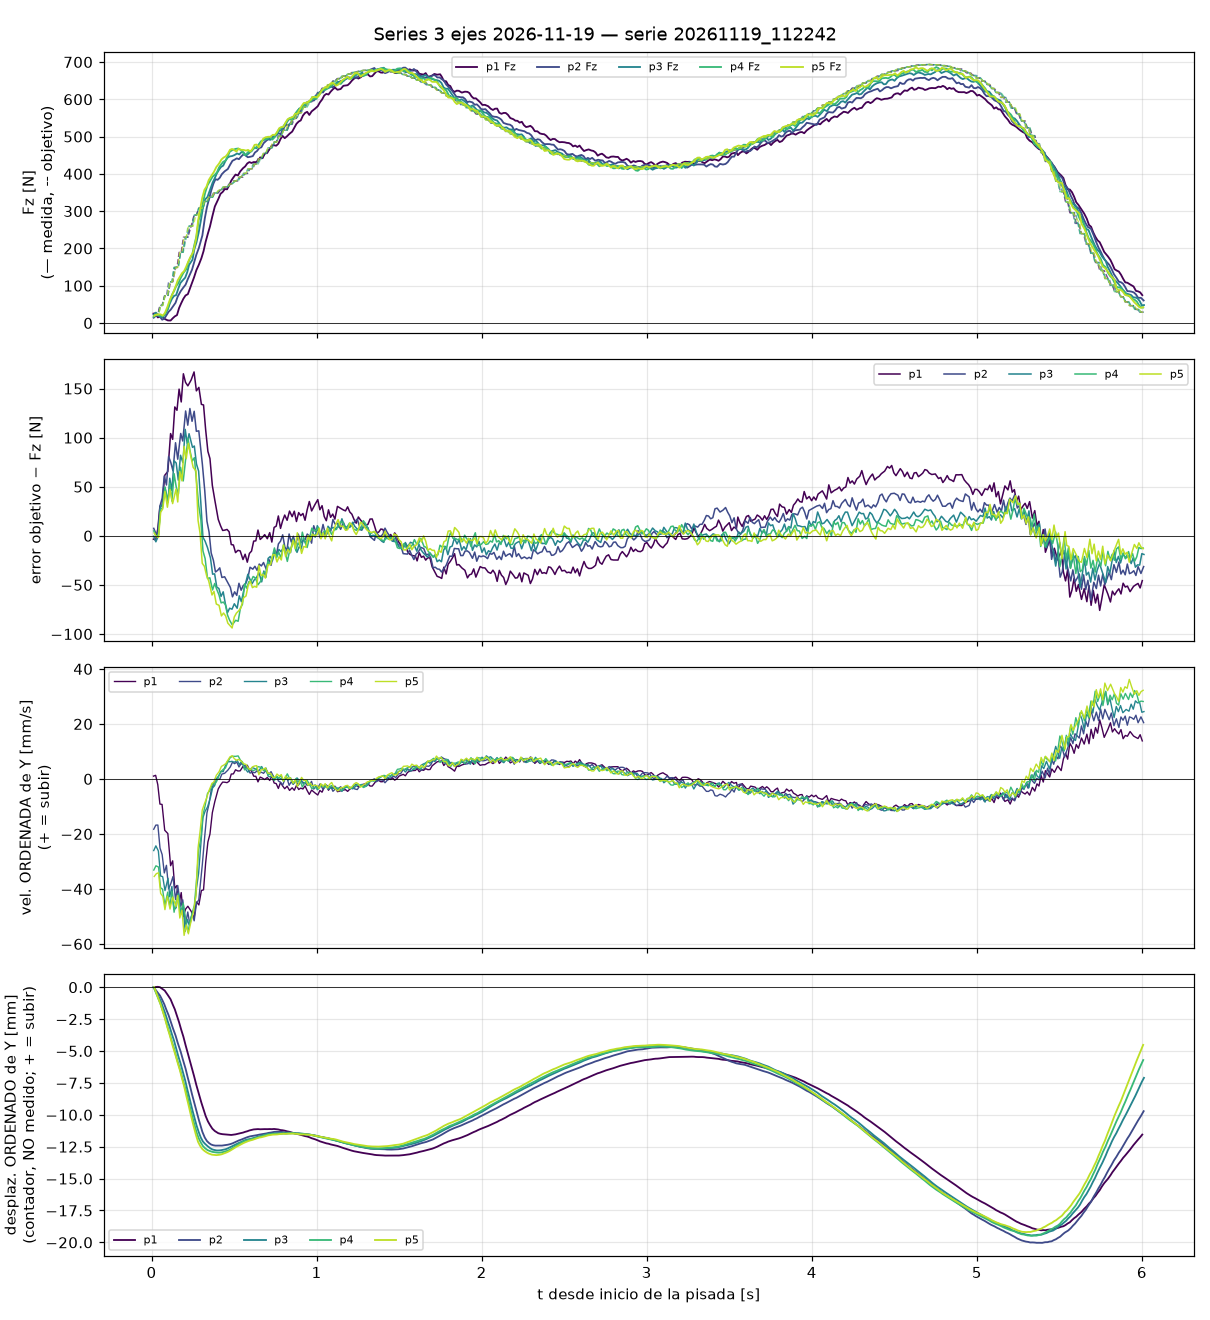 Series 3 ejes 2026-11-19 — serie 20261119_112242
Fz [N]
(— medida, -- objetivo)
700
600
500
400
300
200
100
0
p1 Fz p2 Fz p3 Fz p4 Fz p5 Fz
error objetivo − Fz [N]
150
100
50
0
−50
−100
p1 p2 p3 p4 p5
vel. ORDENADA de Y [mm/s]
(+ = subir)
40
20
0
−20
−40
−60
p1 p2 p3 p4 p5
desplaz. ORDENADO de Y [mm]
(contador, NO medido; + = subir)
0.0
−2.5
−5.0
−7.5
−10.0
−12.5
−15.0
−17.5
−20.0
p1 p2 p3 p4 p5
0 1 2 3 4 5 6
t desde inicio de la pisada [s]